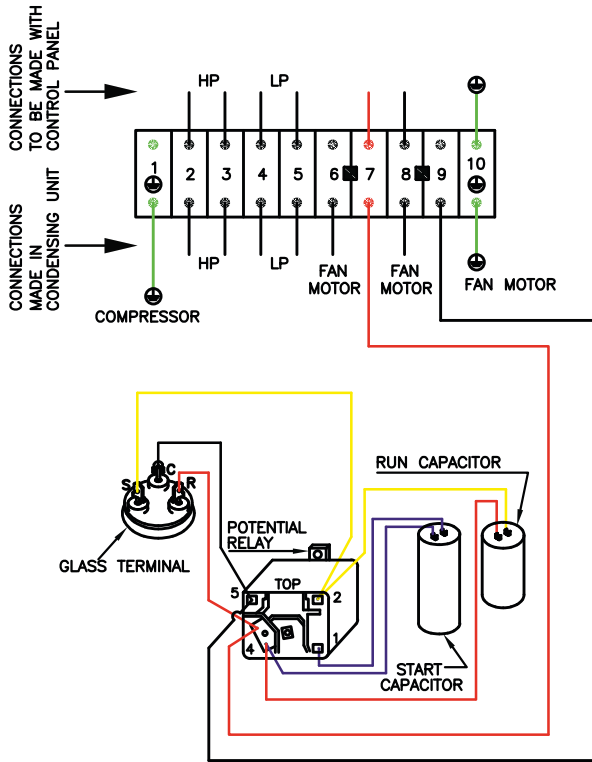 CONNECTIONS
TO BE MADE WITH
CONTROL PANEL
HP
LP
1
2
3
4
5
6
7
8
9
10
CONNECTIONS
MADE IN
CONDENSING UNIT
HP
LP
FAN
MOTOR
FAN
MOTOR
FAN MOTOR
COMPRESSOR
C
S
R
GLASS TERMINAL
RUN CAPACITOR
POTENTIAL
RELAY
TOP
5
2
4
1
START
CAPACITOR